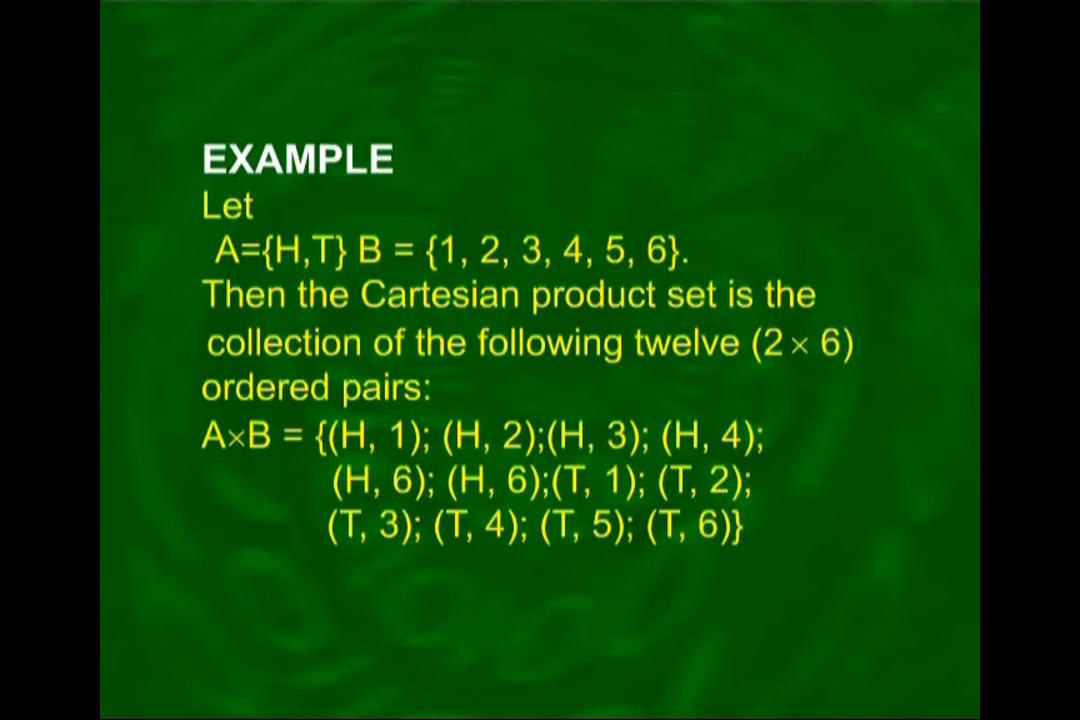 EXAMPLE
Let
A={H,T} B = {1, 2, 3, 4, 5, 6}.
Then the Cartesian product set is the
collection of the following twelve (2 × 6)
ordered pairs:
A×B = {(H, 1); (H, 2);(H, 3); (H, 4);
(H, 6); (H, 6);(T, 1); (T, 2);
(T, 3); (T, 4); (T, 5); (T, 6)}